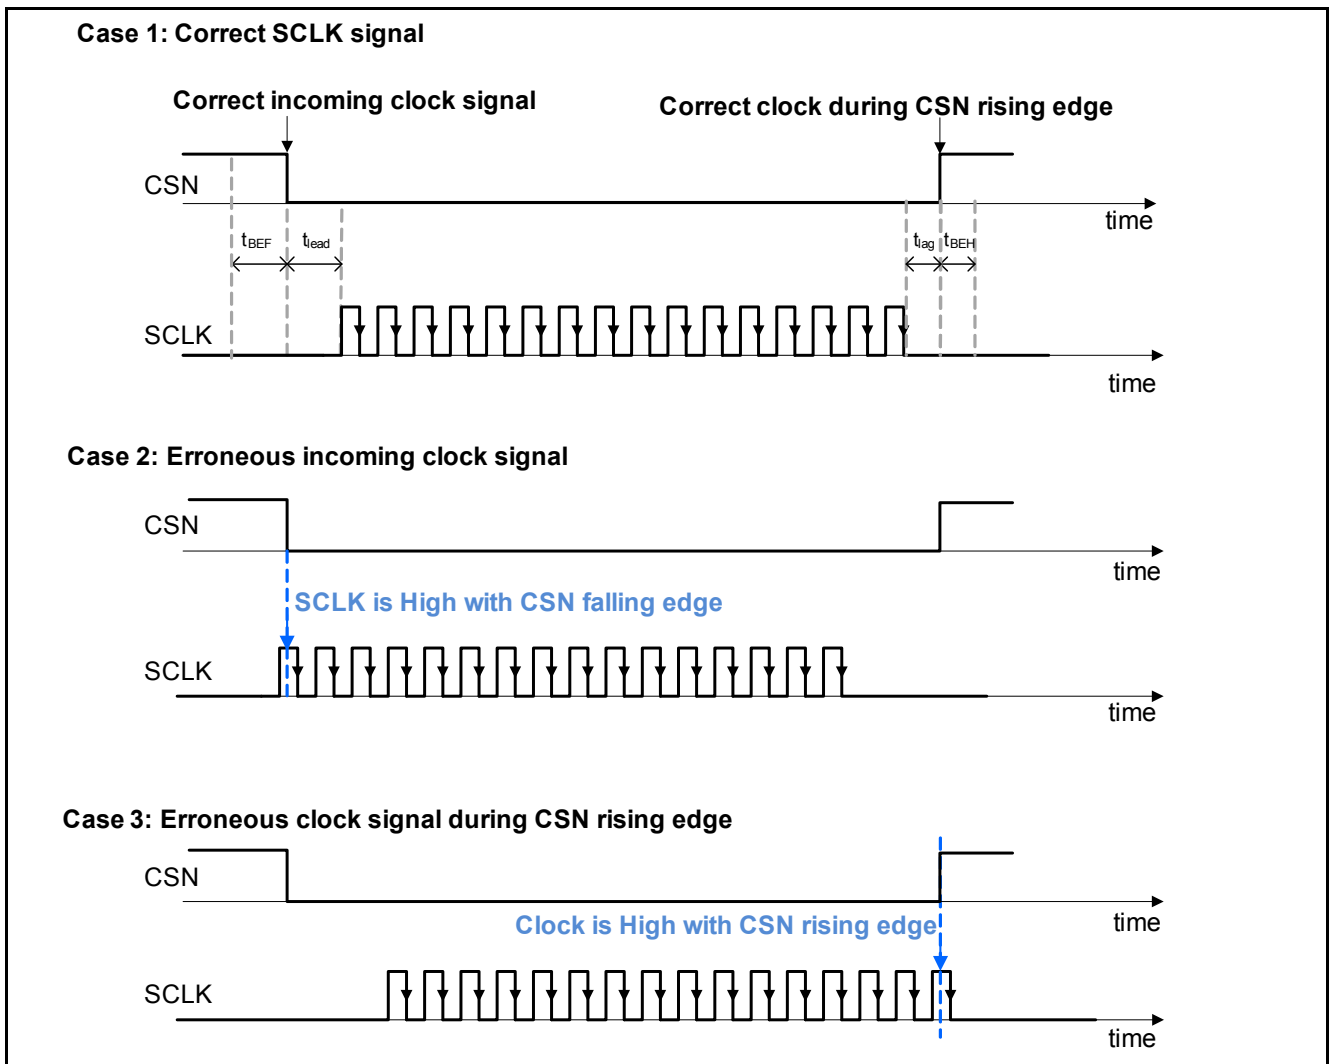 Case 1: Correct SCLK signal
Correct incoming clock signal
Correct clock during CSN rising edge
CSN
time
tBEF
tlead
tlag
tBEH
SCLK
time
Case 2: Erroneous incoming clock signal
CSN
time
SCLK is High with CSN falling edge
SCLK
time
Case 3: Erroneous clock signal during CSN rising edge
CSN
time
Clock is High with CSN rising edge
SCLK
time